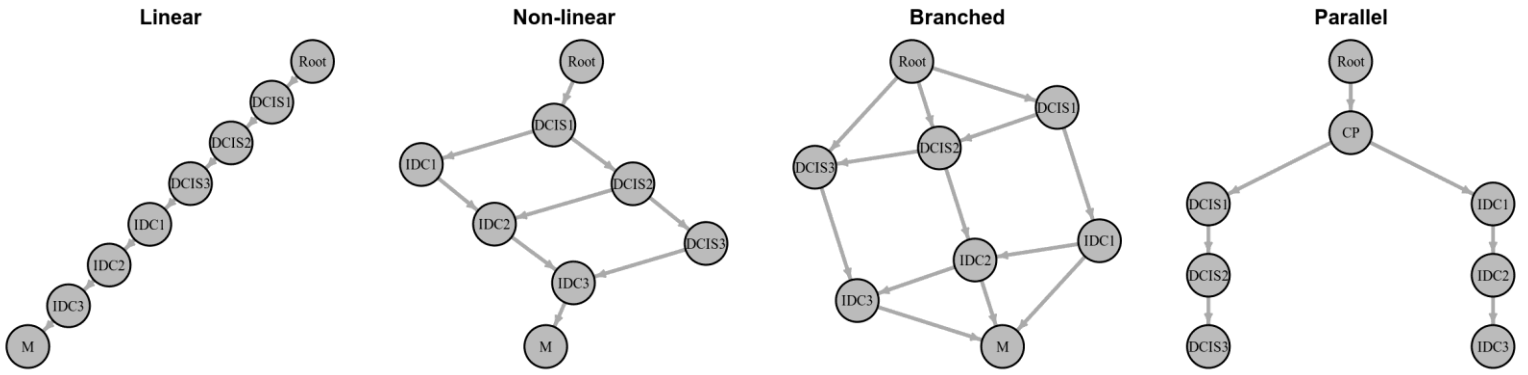 Linear
Root
DCIS1
DCIS2
DCIS3
IDC1
IDC2
IDC3
M
Non-linear
Root
DCIS1
IDC1
DCIS2
IDC2
DCIS3
IDC3
M
Branched
Root
DCIS1
DCIS2
DCIS3
IDC1
IDC2
IDC3
M
Parallel
Root
CP
DCIS1
IDC1
DCIS2
IDC2
DCIS3
IDC3